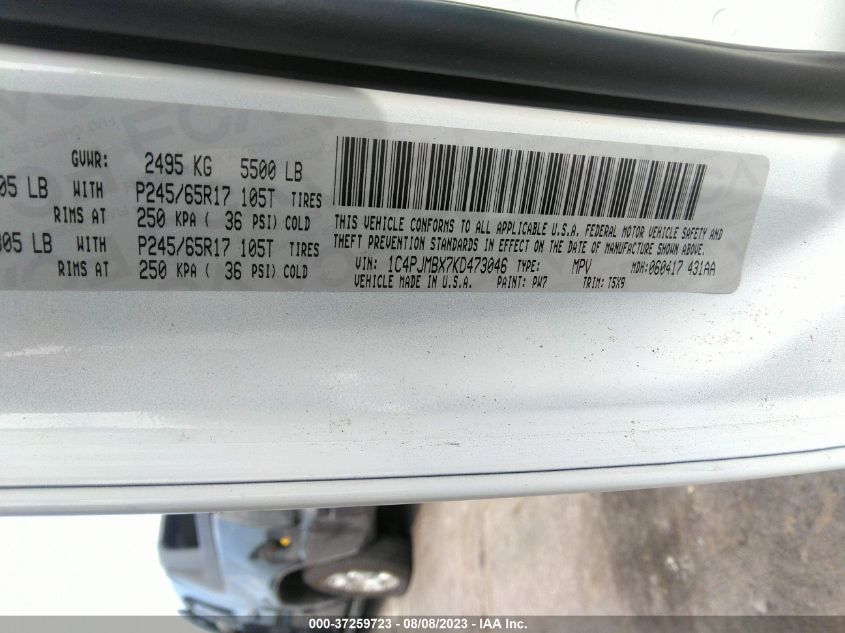 GVWR: 2495 KG 5500 LB
05 LB WITH P245/65R17 105T TIRES
RIMS AT 250 KPA ( 36 PSI) COLD
805 LB WITH P245/65R17 105T TIRES
RIMS AT 250 KPA ( 36 PSI) COLD
THIS VEHICLE CONFORMS TO ALL APPLICABLE U.S.A. FEDERAL MOTOR VEHICLE SAFETY AND
THEFT PREVENTION STANDARDS IN EFFECT ON THE DATE OF MANUFACTURE SHOWN ABOVE.
VIN: 1C4PJMBX7KD473046 TYPE: MPV MDH:060417 431AA
VEHICLE MADE IN U.S.A. PAINT: PW7 TRIM: T5X9
000-37259723 - 08/08/2023 - IAA Inc.